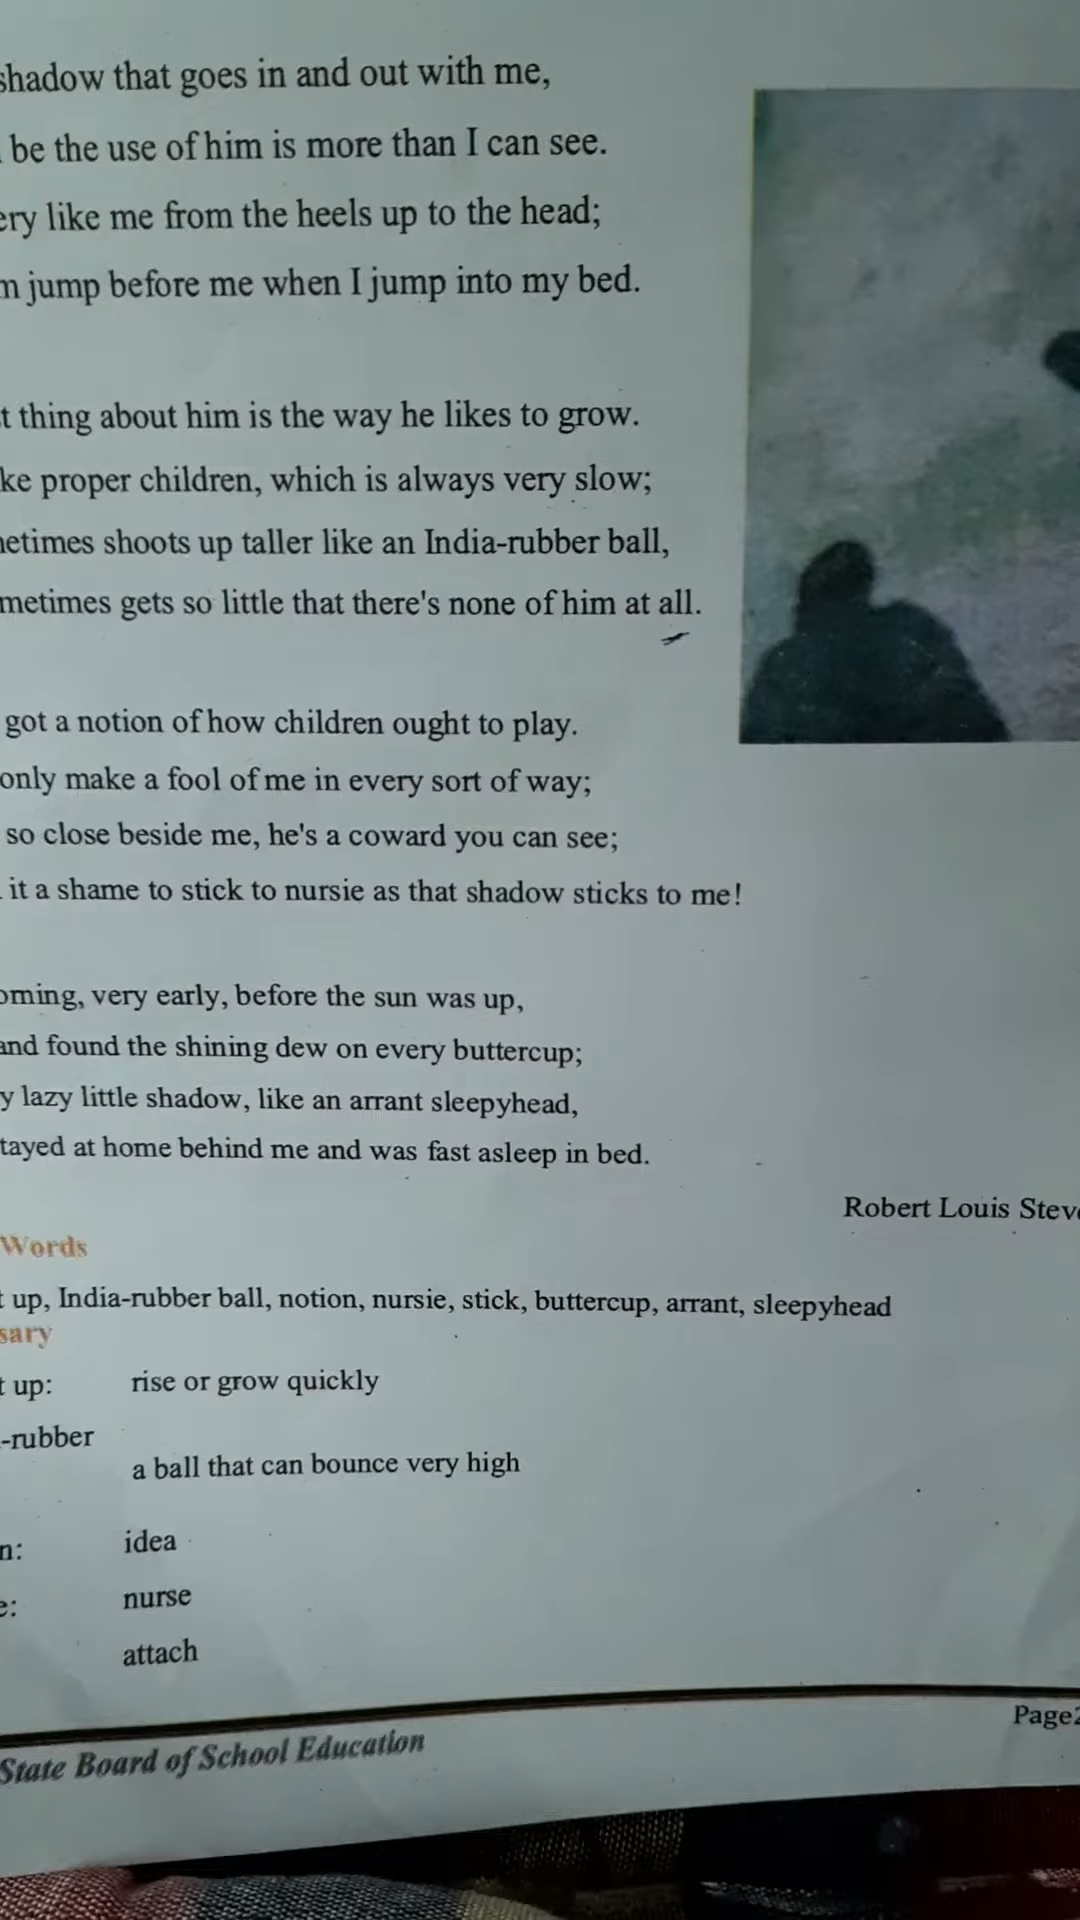 shadow that goes in and out with me,
be the use of him is more than I can see.
ery like me from the heels up to the head;
m jump before me when I jump into my bed.
t thing about him is the way he likes to grow.
ke proper children, which is always very slow;
netimes shoots up taller like an India-rubber ball,
metimes gets so little that there's none of him at all.
got a notion of how children ought to play.
only make a fool of me in every sort of way;
so close beside me, he's a coward you can see;
it a shame to stick to nursie as that shadow sticks to me!
oming, very early, before the sun was up,
and found the shining dew on every buttercup;
y lazy little shadow, like an arrant sleepyhead,
tayed at home behind me and was fast asleep in bed.
Robert Louis Steve
Words
t up, India-rubber ball, notion, nursie, stick, buttercup, arrant, sleepyhead
sary
t up: rise or grow quickly
-rubber
a ball that can bounce very high
n: idea
e: nurse
attach
Page2
State Board of School Education